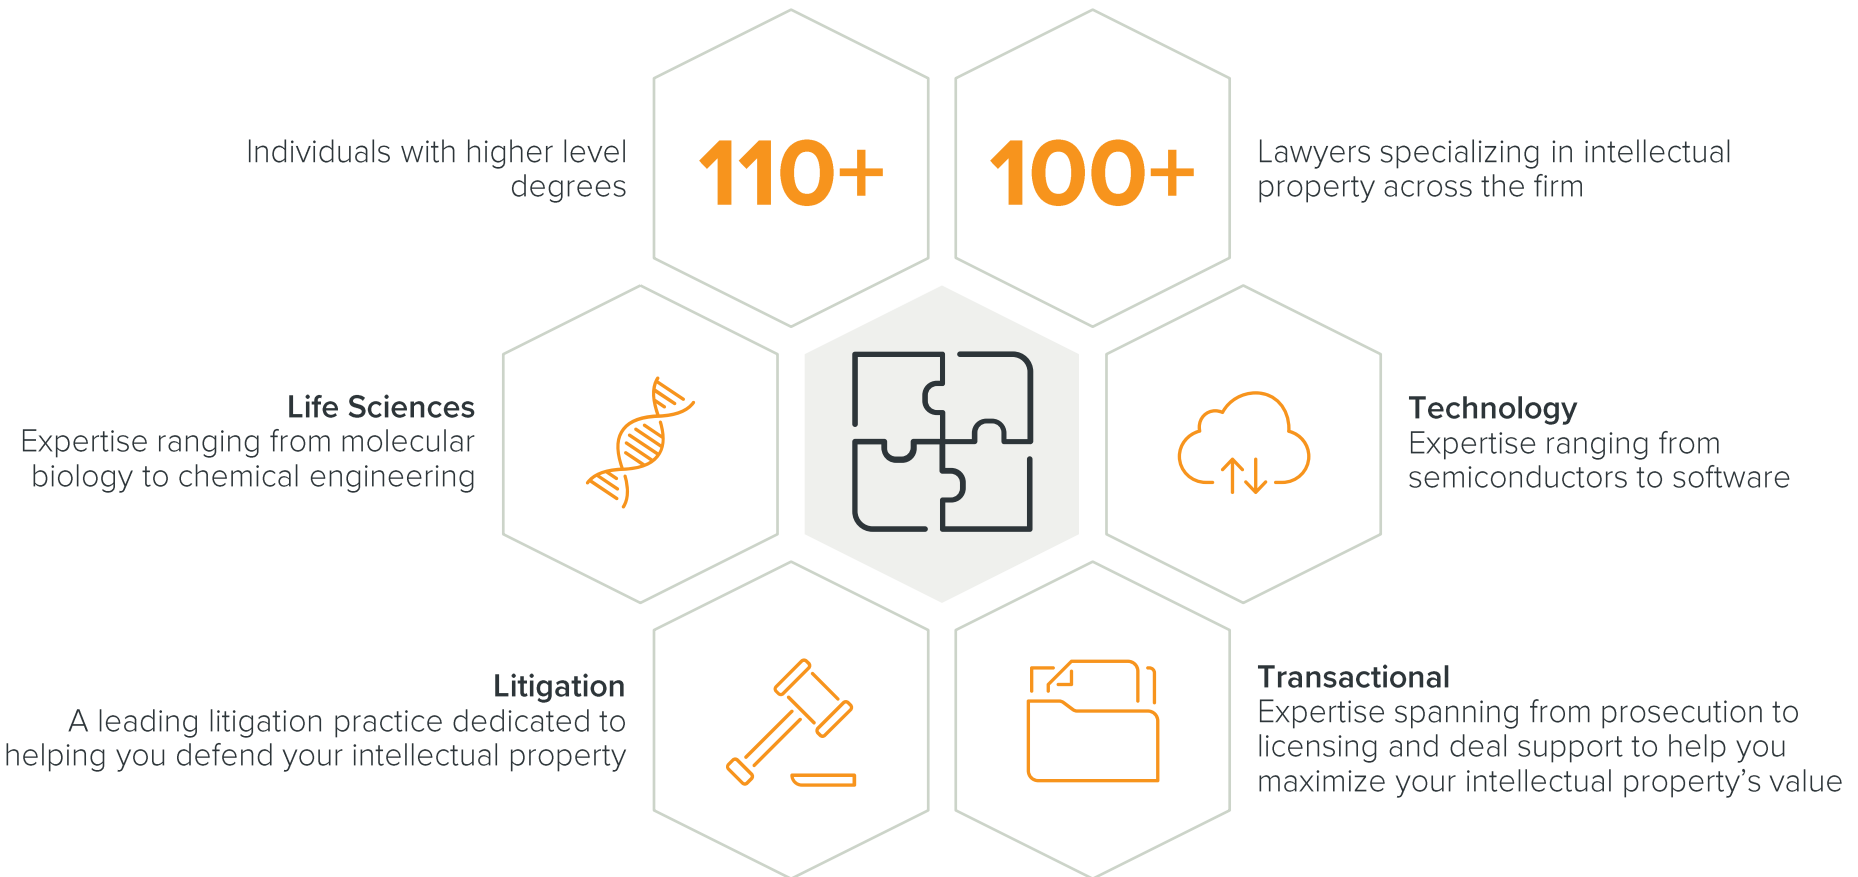 Individuals with higher level
degrees
110+
100+
Lawyers specializing in intellectual
property across the firm
Life Sciences
Expertise ranging from molecular
biology to chemical engineering
Technology
Expertise ranging from
semiconductors to software
Litigation
A leading litigation practice dedicated to
helping you defend your intellectual property
Transactional
Expertise spanning from prosecution to
licensing and deal support to help you
maximize your intellectual property’s value